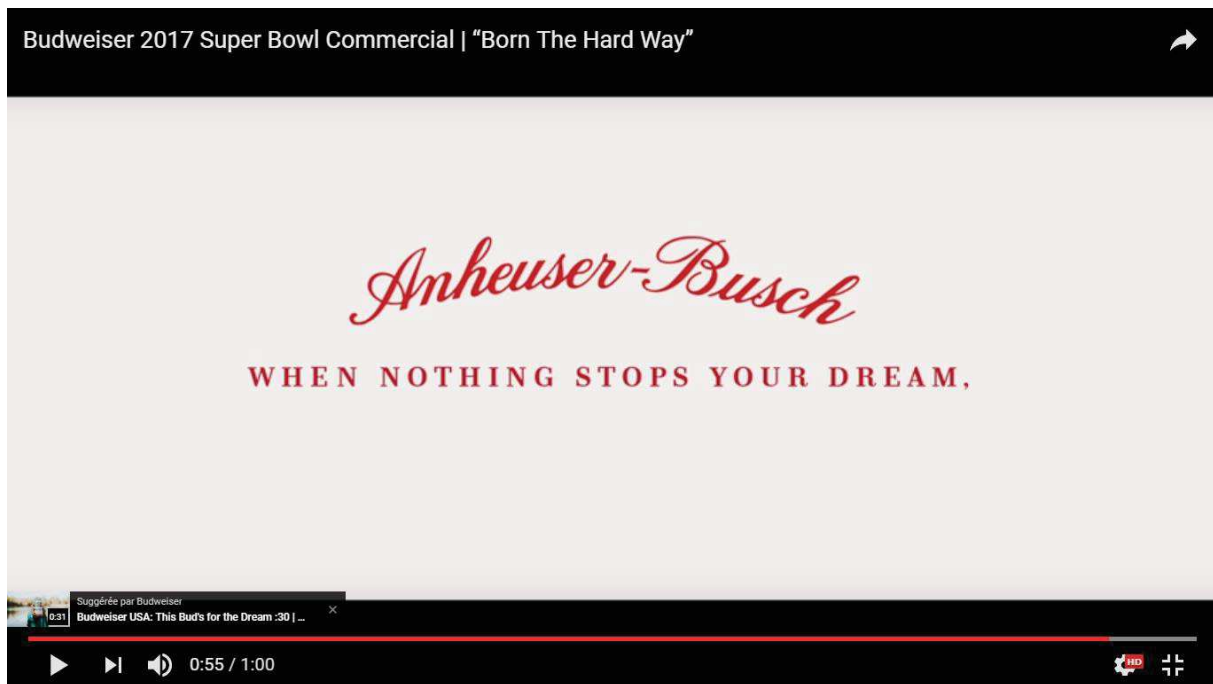 Budweiser 2017 Super Bowl Commercial | “Born The Hard Way”
Anheuser-Busch
WHEN NOTHING STOPS YOUR DREAM,
Suggérée par Budweiser
0:31
Budweiser USA: This Bud's for the Dream :30 | ...
0:55 / 1:00
HD